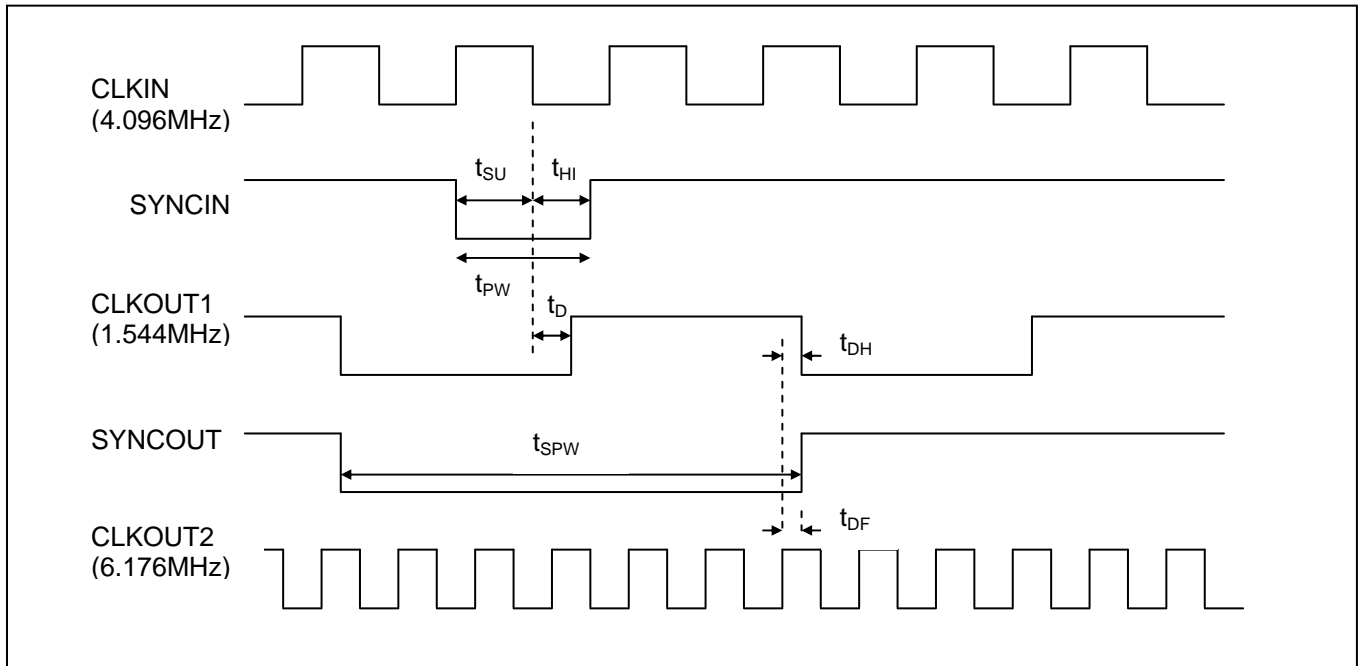 CLKIN
(4.096MHz)
tSU
tHI
SYNCIN
tPW
tD
CLKOUT1
(1.544MHz)
tDH
SYNCOUT
tSPW
tDF
CLKOUT2
(6.176MHz)